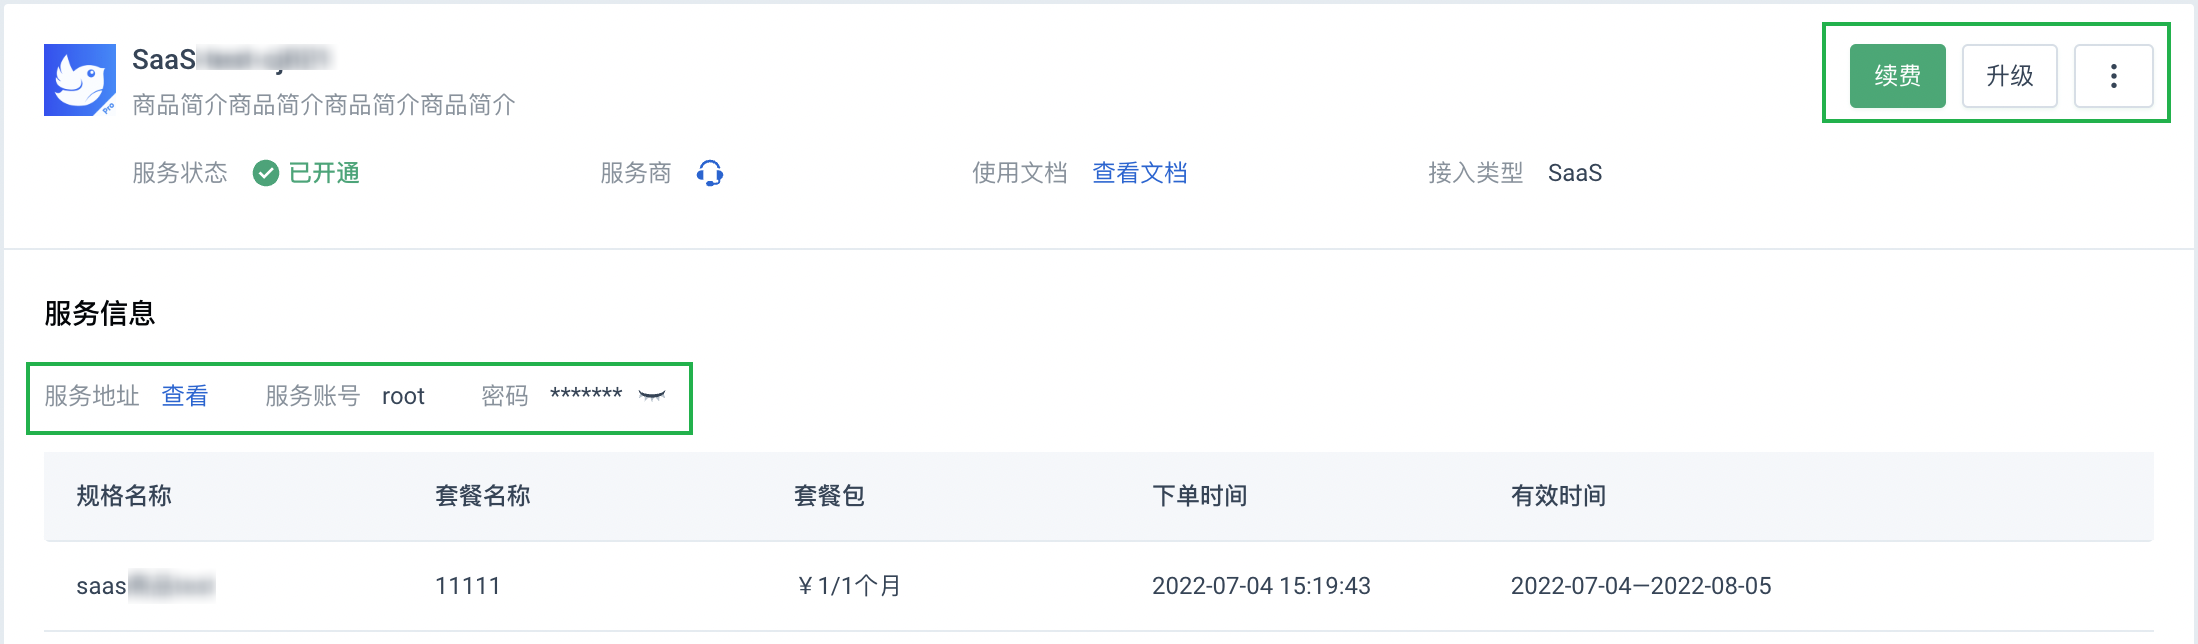 SaaS
商品简介商品简介商品简介商品简介
续费 升级
服务状态 已开通 服务商 使用文档 查看文档 接入类型 SaaS
服务信息
服务地址 查看 服务账号 root 密码 *******
规格名称 套餐名称 套餐包 下单时间 有效时间
saas 11111 ¥1/1个月 2022-07-04 15:19:43 2022-07-04—2022-08-05